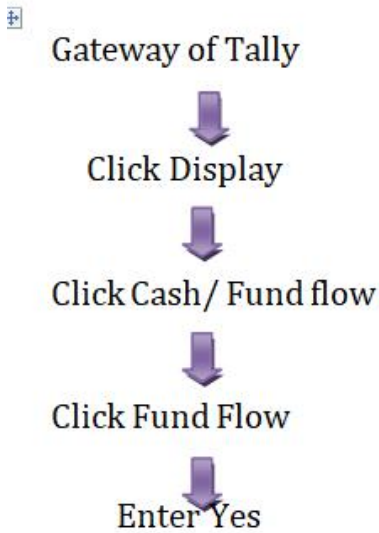 Gateway of Tally
Click Display
Click Cash/ Fund flow
Click Fund Flow
Enter Yes